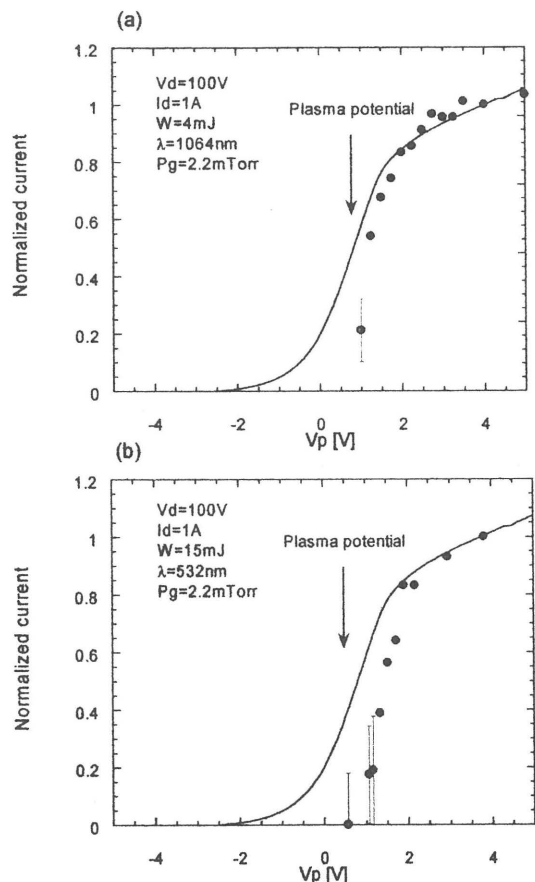 (a)
1.2
1
0.8
0.6
0.4
0.2
0
Normalized current
Vd=100V
Id=1A
W=4mJ
λ=1064nm
Pg=2.2mTorr
Plasma potential
-4
-2
0
2
4
Vp [V]
(b)
1.2
1
0.8
0.6
0.4
0.2
0
Normalized current
Vd=100V
Id=1A
W=15mJ
λ=532nm
Pg=2.2mTorr
Plasma potential
-4
-2
0
2
4
Vp [V]